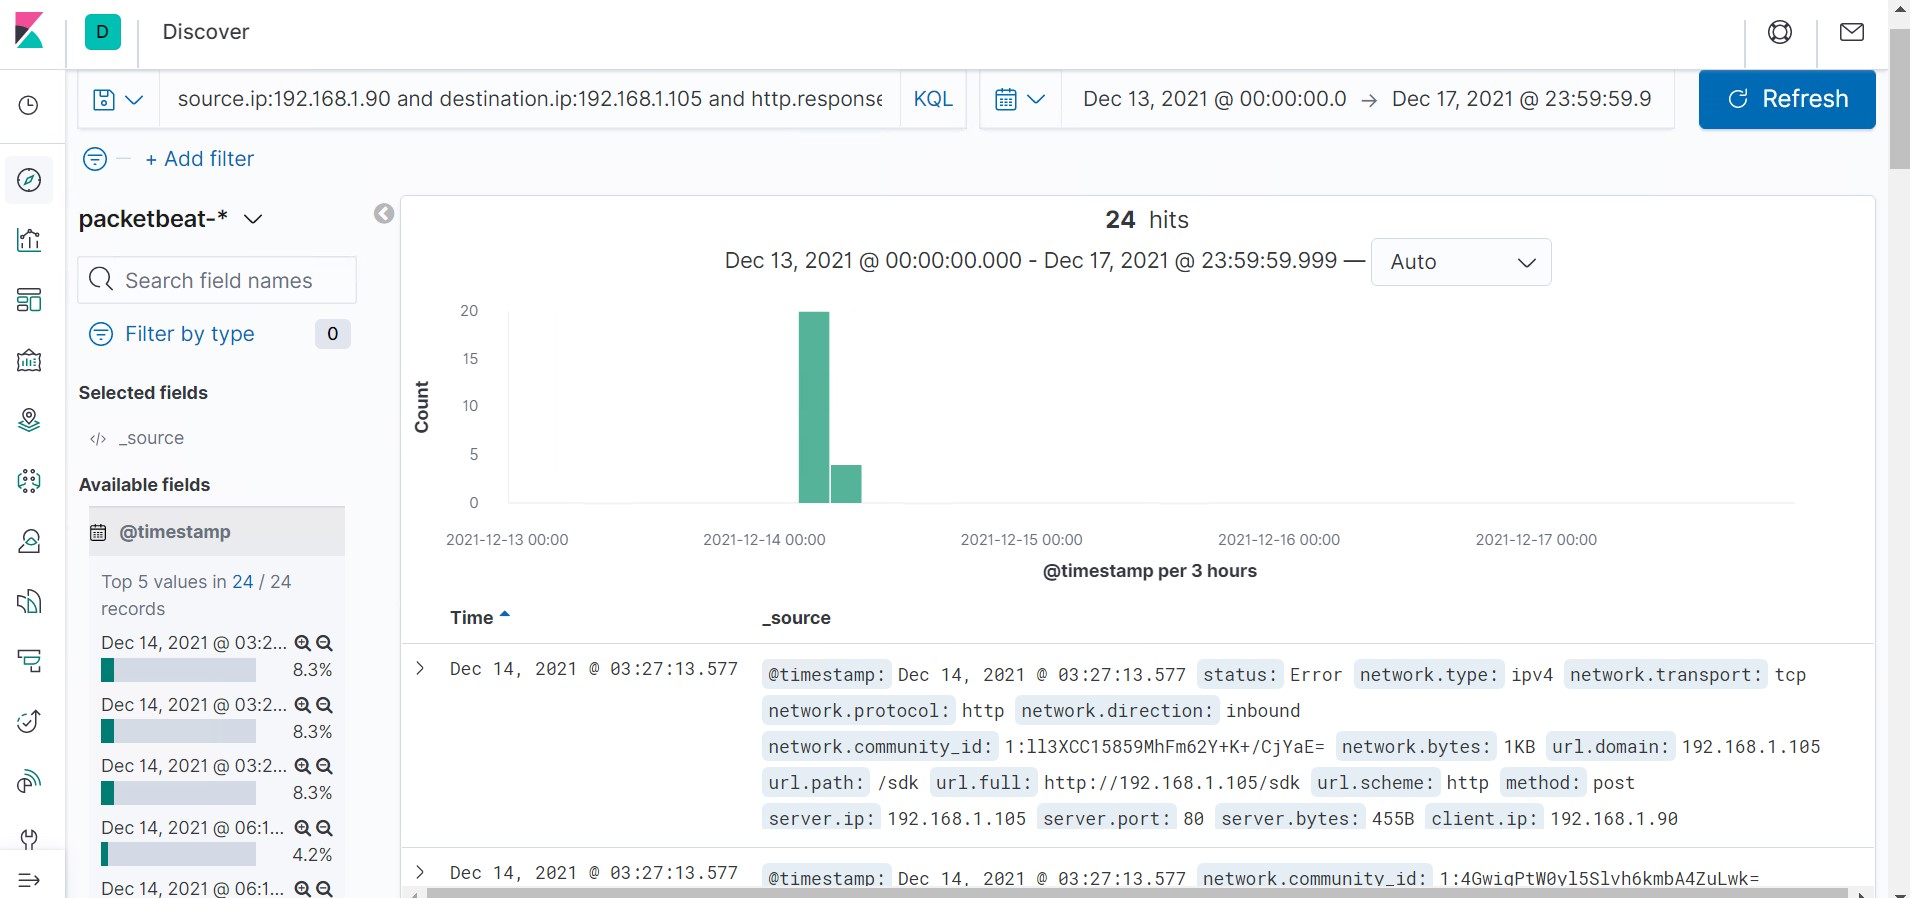 D Discover
source.ip:192.168.1.90 and destination.ip:192.168.1.105 and http.response KQL Dec 13, 2021 @ 00:00:00.0 → Dec 17, 2021 @ 23:59:59.9 Refresh
+ Add filter
packetbeat-*
Search field names
Filter by type 0
Selected fields
</> _source
Available fields
@timestamp
Top 5 values in 24 / 24
records
Dec 14, 2021 @ 03:2...
8.3%
Dec 14, 2021 @ 03:2...
8.3%
Dec 14, 2021 @ 03:2...
8.3%
Dec 14, 2021 @ 06:1...
4.2%
Dec 14, 2021 @ 06:1...
24 hits
Dec 13, 2021 @ 00:00:00.000 - Dec 17, 2021 @ 23:59:59.999 — Auto
20
15
10
5
0
Count
2021-12-13 00:00 2021-12-14 00:00 2021-12-15 00:00 2021-12-16 00:00 2021-12-17 00:00
@timestamp per 3 hours
Time _source
Dec 14, 2021 @ 03:27:13.577 @timestamp: Dec 14, 2021 @ 03:27:13.577 status: Error network.type: ipv4 network.transport: tcp
network.protocol: http network.direction: inbound
network.community_id: 1:ll3XCC15859MhFm62Y+K+/CjYaE= network.bytes: 1KB url.domain: 192.168.1.105
url.path: /sdk url.full: http://192.168.1.105/sdk url.scheme: http method: post
server.ip: 192.168.1.105 server.port: 80 server.bytes: 455B client.ip: 192.168.1.90
Dec 14, 2021 @ 03:27:13.577 @timestamp: Dec 14, 2021 @ 03:27:13.577 network.community_id: 1:4GwiqPtW0yl5Slvh6kmbA4ZuLwk=